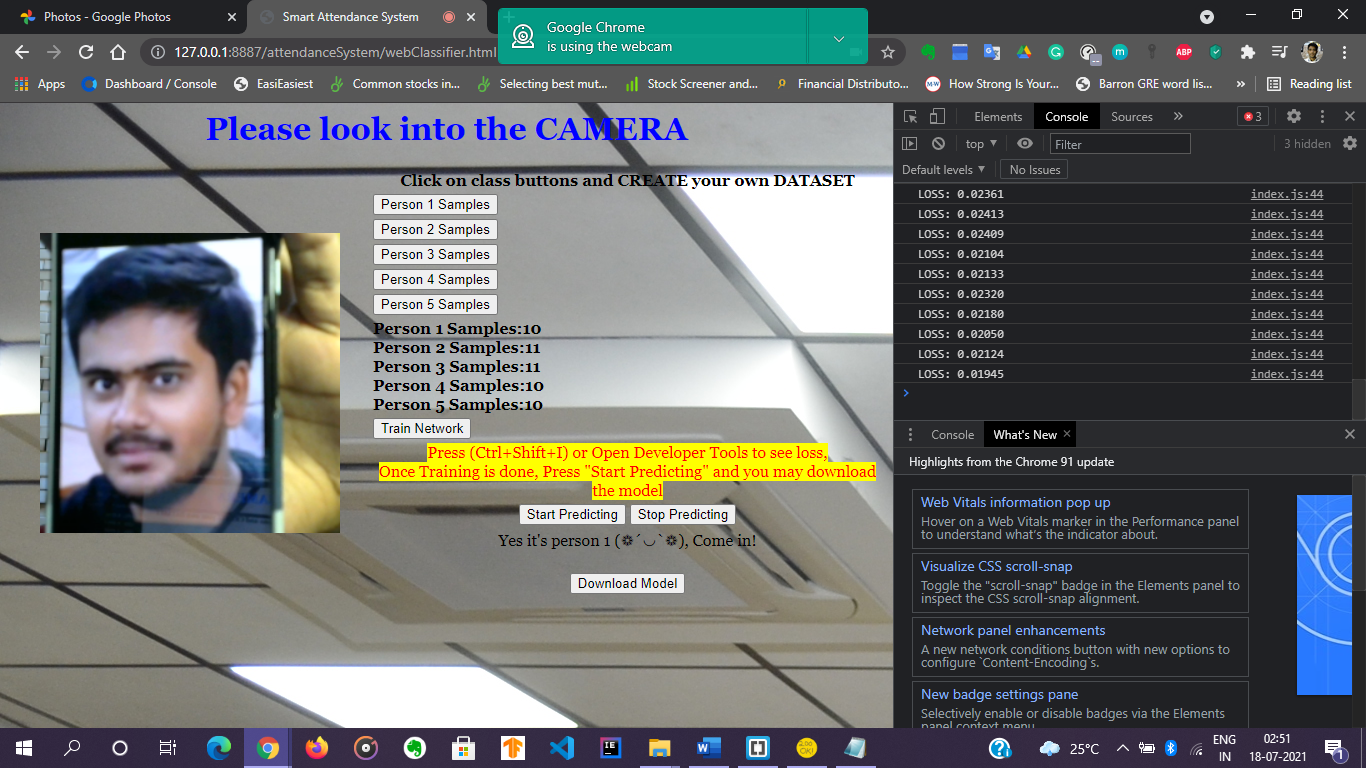 Photos - Google Photos
Smart Attendance System
Google Chrome
is using the webcam
127.0.0.1:8887/attendanceSystem/webClassifier.html
ABP
Apps
Dashboard / Console
EasiEasiest
Common stocks in...
Selecting best mut...
Stock Screener and...
Financial Distributo...
How Strong Is Your...
Barron GRE word lis...
»
Reading list
Please look into the CAMERA
Click on class buttons and CREATE your own DATASET
Person 1 Samples
Person 2 Samples
Person 3 Samples
Person 4 Samples
Person 5 Samples
Person 1 Samples:10
Person 2 Samples:11
Person 3 Samples:11
Person 4 Samples:10
Person 5 Samples:10
Train Network
Press (Ctrl+Shift+I) or Open Developer Tools to see loss,
Once Training is done, Press "Start Predicting" and you may download
the model
Start Predicting Stop Predicting
Yes it's person 1 (❁´◡`❁), Come in!
Download Model
Elements Console Sources » 3
top Filter 3 hidden
Default levels No Issues
LOSS: 0.02361 index.js:44
LOSS: 0.02413 index.js:44
LOSS: 0.02409 index.js:44
LOSS: 0.02104 index.js:44
LOSS: 0.02133 index.js:44
LOSS: 0.02320 index.js:44
LOSS: 0.02180 index.js:44
LOSS: 0.02050 index.js:44
LOSS: 0.02124 index.js:44
LOSS: 0.01945 index.js:44
Console What's New
Highlights from the Chrome 91 update
Web Vitals information pop up
Hover on a Web Vitals marker in the Performance panel
to understand what's the indicator about.
Visualize CSS scroll-snap
Toggle the "scroll-snap" badge in the Elements panel to
inspect the CSS scroll-snap alignment.
Network panel enhancements
A new network conditions button with new options to
configure `Content-Encoding`s.
New badge settings pane
Selectively enable or disable badges via the Elements
panel context menu.
25°C
ENG
IN
02:51
18-07-2021
1